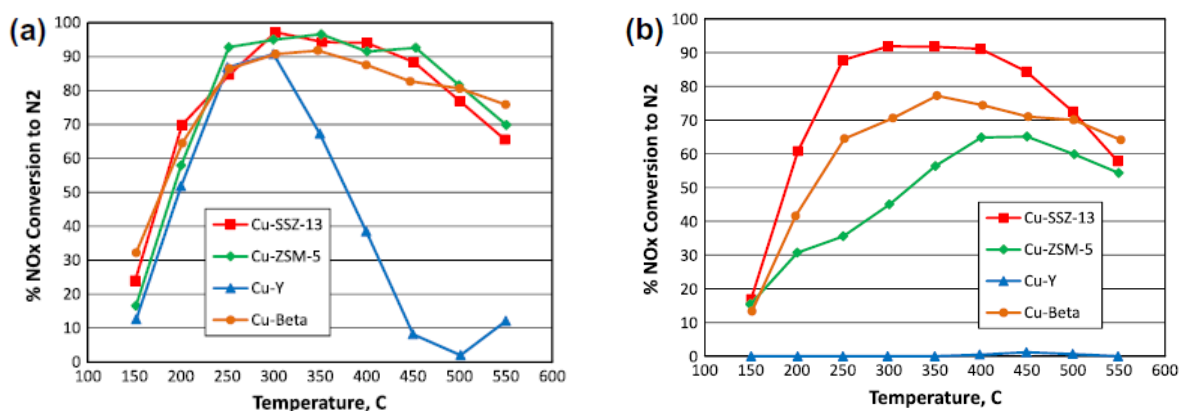 (a)
% NOx Conversion to N2
100
90
80
70
60
50
40
30
20
10
0
Cu-SSZ-13
Cu-ZSM-5
Cu-Y
Cu-Beta
100 150 200 250 300 350 400 450 500 550 600
Temperature, C
(b)
% NOx Conversion to N2
100
90
80
70
60
50
40
30
20
10
0
Cu-SSZ-13
Cu-ZSM-5
Cu-Y
Cu-Beta
100 150 200 250 300 350 400 450 500 550 600
Temperature, C